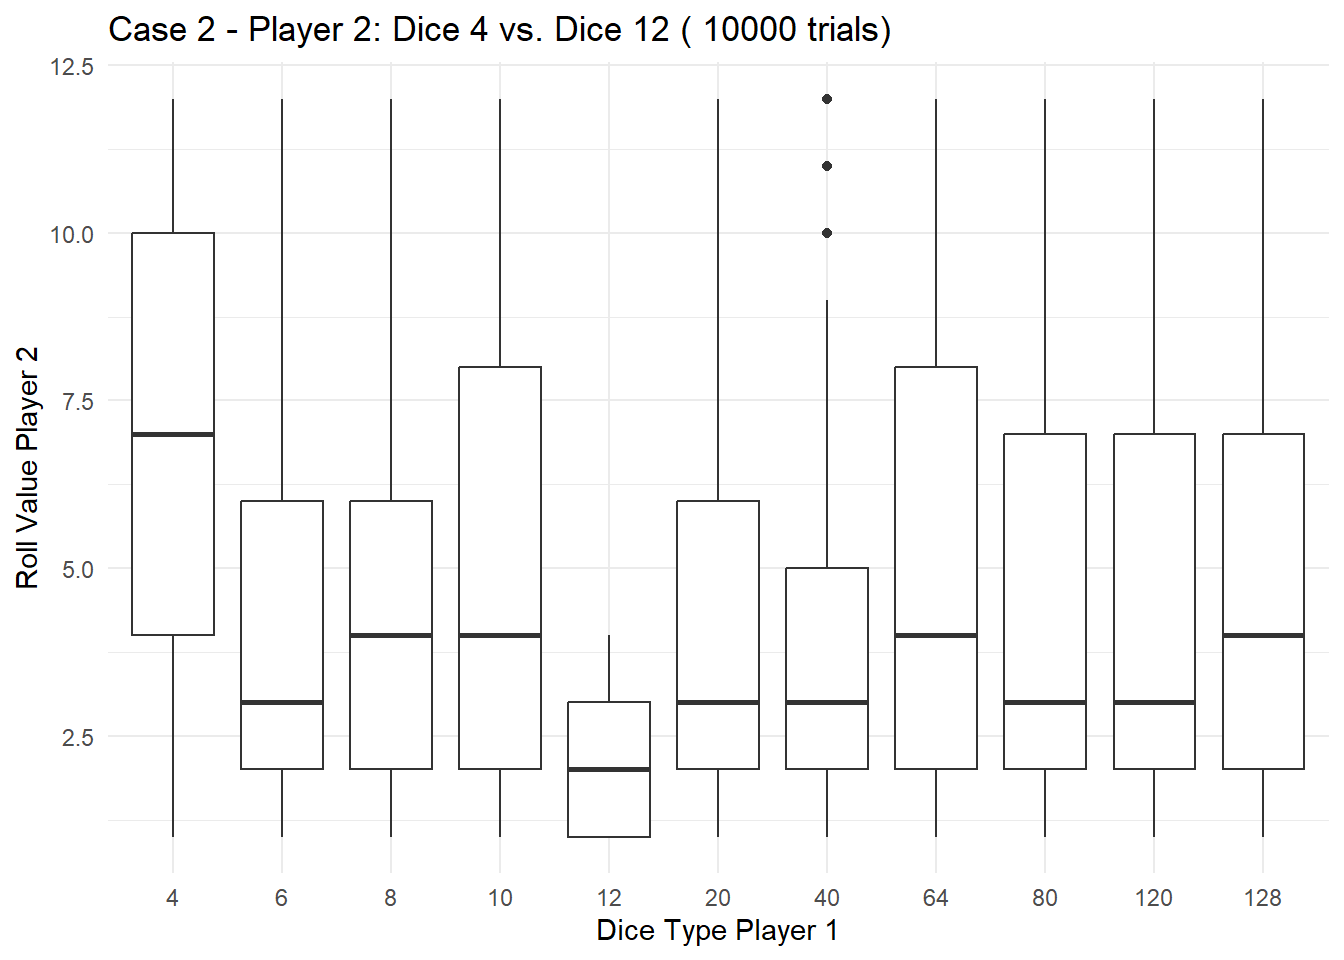 Case 2 - Player 2: Dice 4 vs. Dice 12 ( 10000 trials)
12.5
10.0
7.5
5.0
2.5
Roll Value Player 2
4 6 8 10 12 20 40 64 80 120 128
Dice Type Player 1